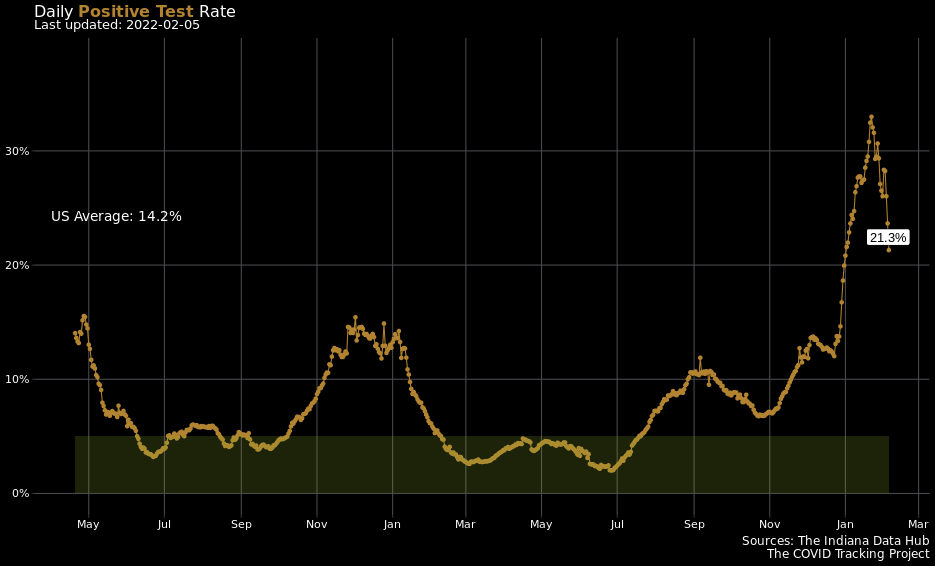 Daily Positive Test Rate
Last updated: 2022-02-05
30%
US Average: 14.2%
21.3%
20%
10%
0%
May Jul Sep Nov Jan Mar May Jul Sep Nov Jan Mar
Sources: The Indiana Data Hub
The COVID Tracking Project